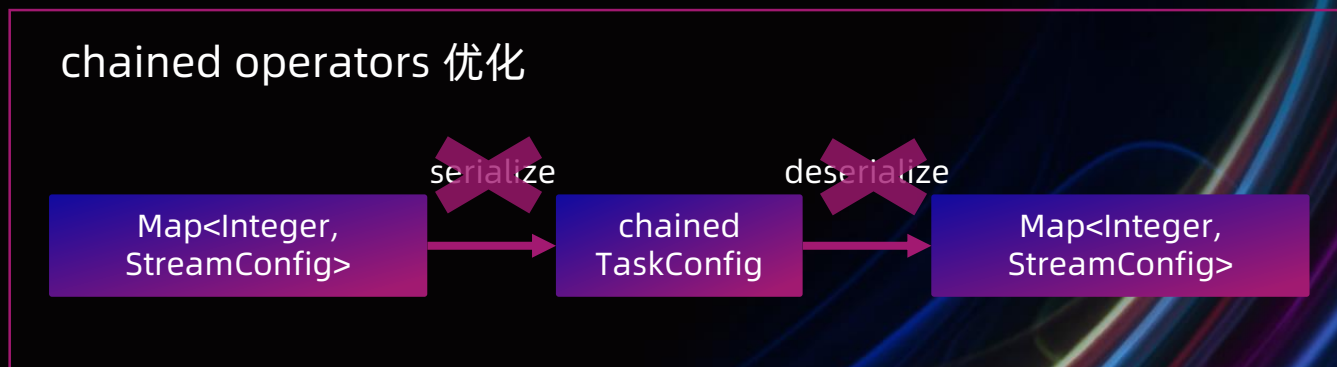 chained operators 优化
serialize
deserialize
Map<Integer,
StreamConfig>
chained
TaskConfig
Map<Integer,
StreamConfig>